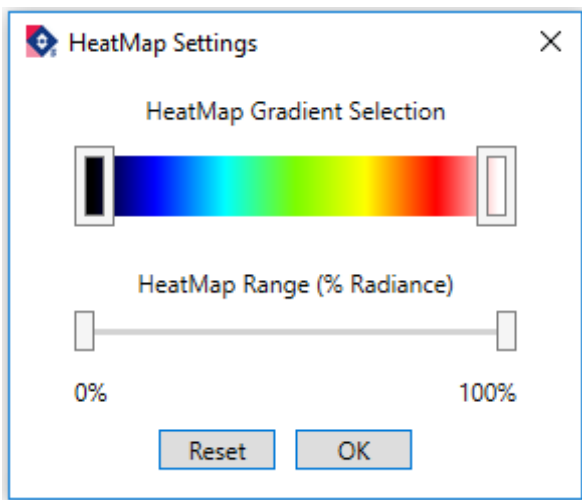 HeatMap Settings
HeatMap Gradient Selection
HeatMap Range (% Radiance)
0% 100%
Reset OK